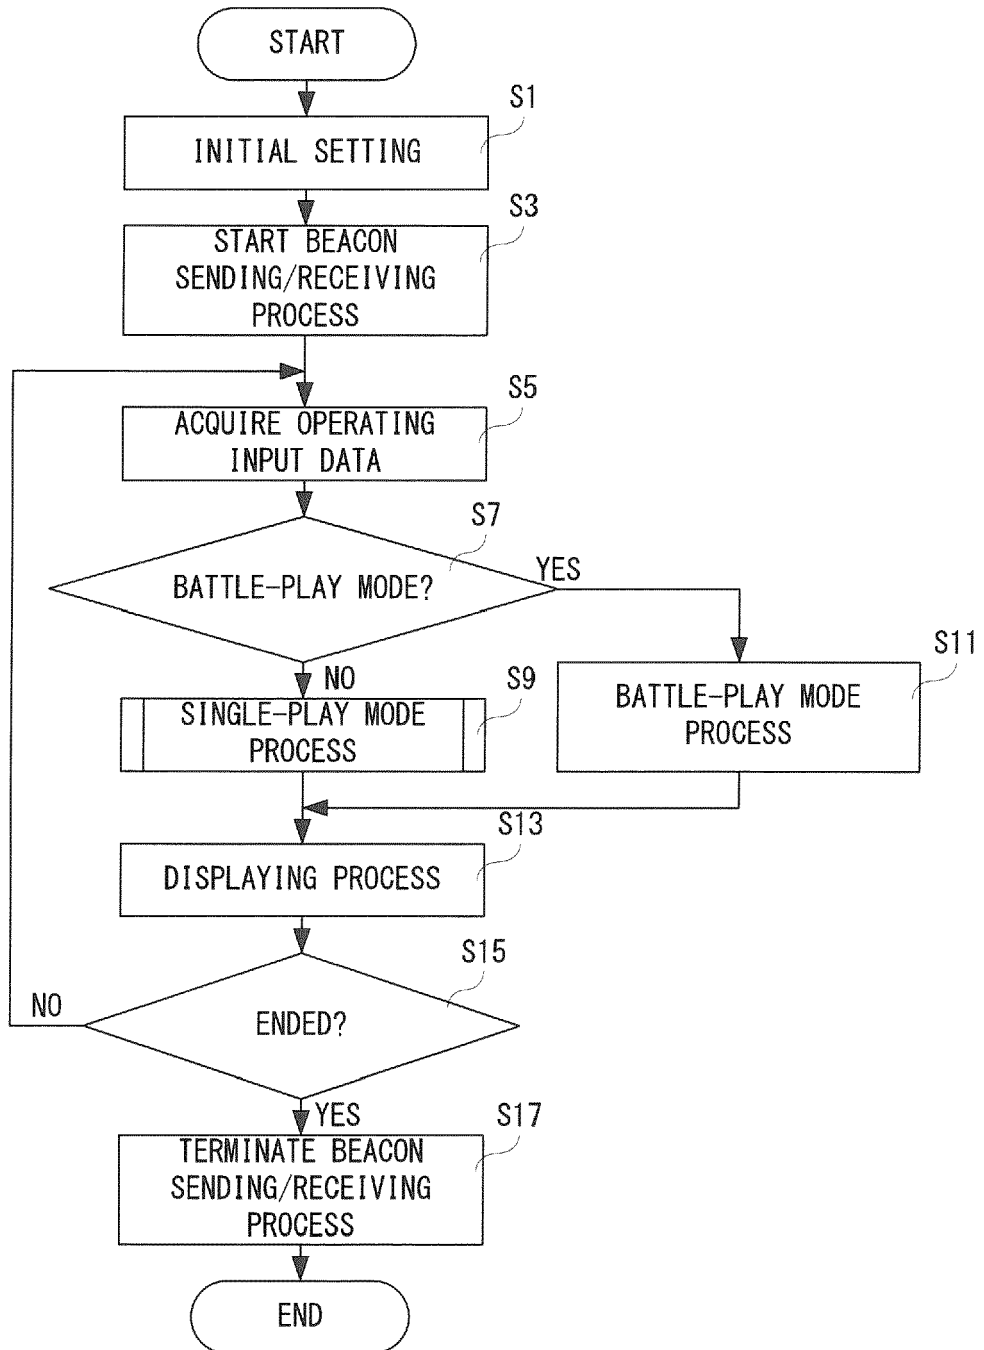 START
S1
INITIAL SETTING
S3
START BEACON
SENDING/RECEIVING
PROCESS
S5
ACQUIRE OPERATING
INPUT DATA
S7
BATTLE-PLAY MODE?
YES
NO
S9
SINGLE-PLAY MODE
PROCESS
S11
BATTLE-PLAY MODE
PROCESS
S13
DISPLAYING PROCESS
S15
ENDED?
NO
YES
S17
TERMINATE BEACON
SENDING/RECEIVING
PROCESS
END